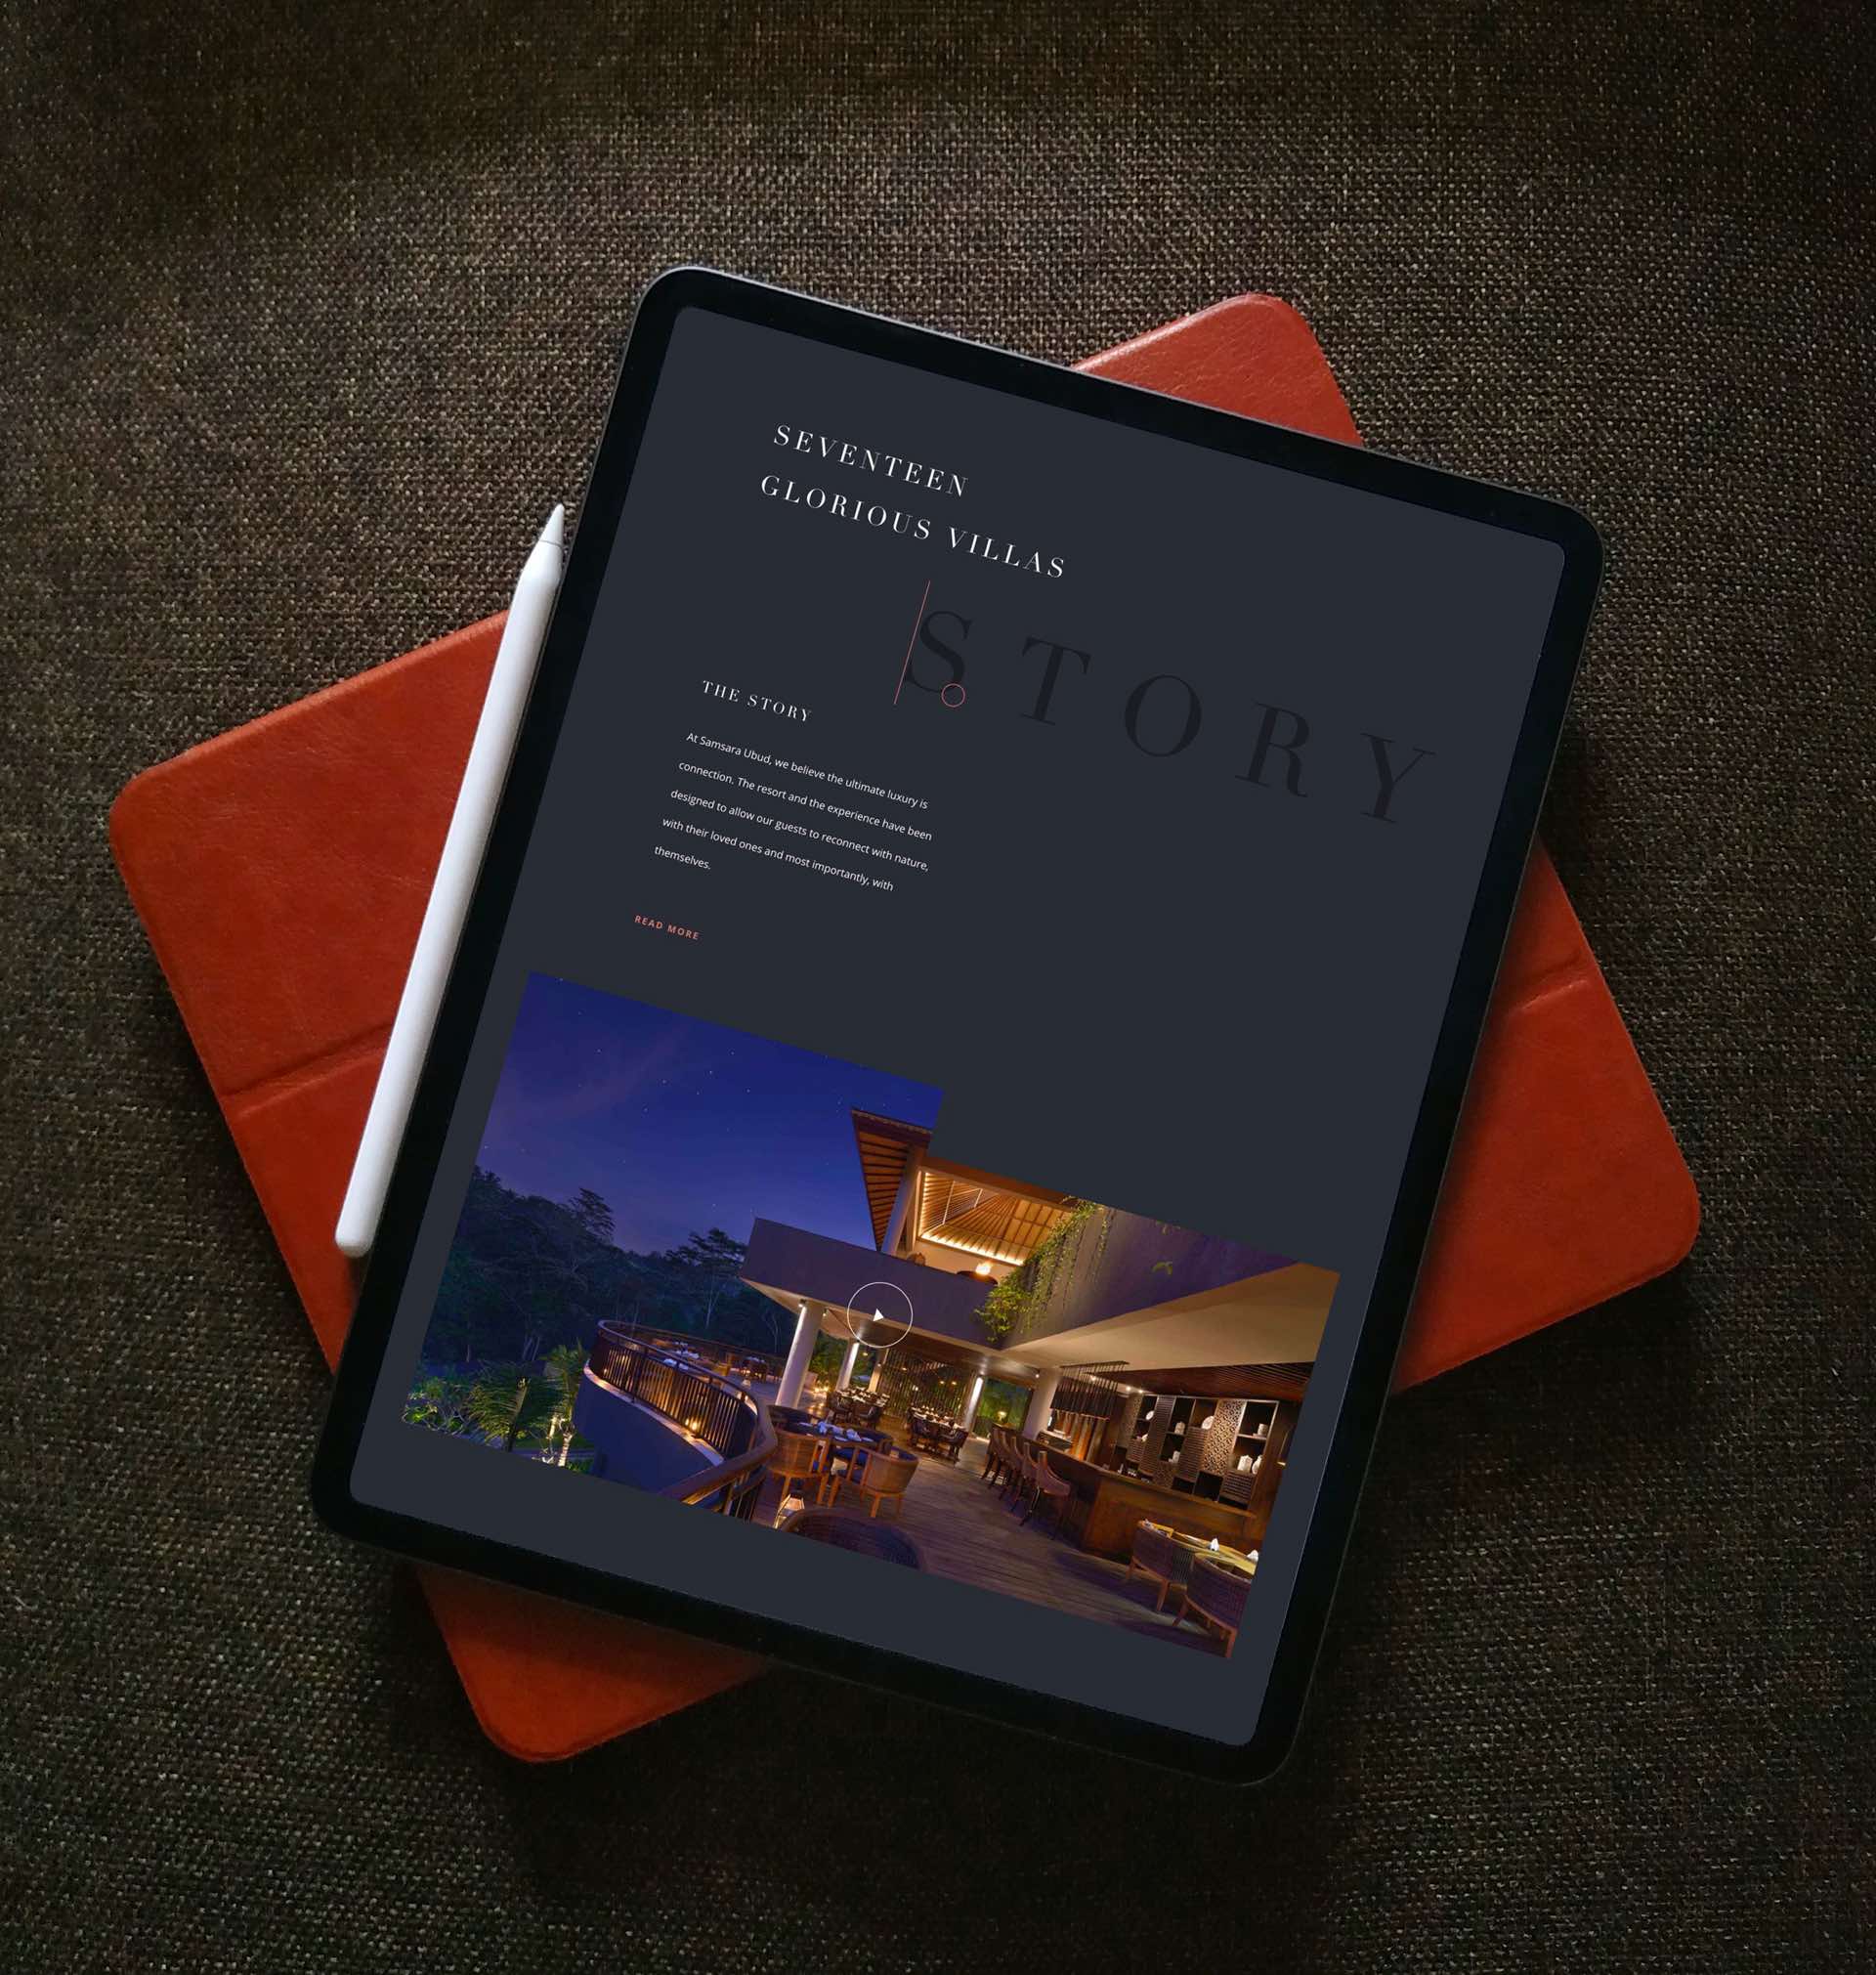 SEVENTEEN
GLORIOUS VILLAS
STORY
THE STORY
At Samsara Ubud, we believe the ultimate luxury is
connection. The resort and the experience have been
designed to allow our guests to reconnect with nature,
with their loved ones and most importantly, with
themselves.
READ MORE